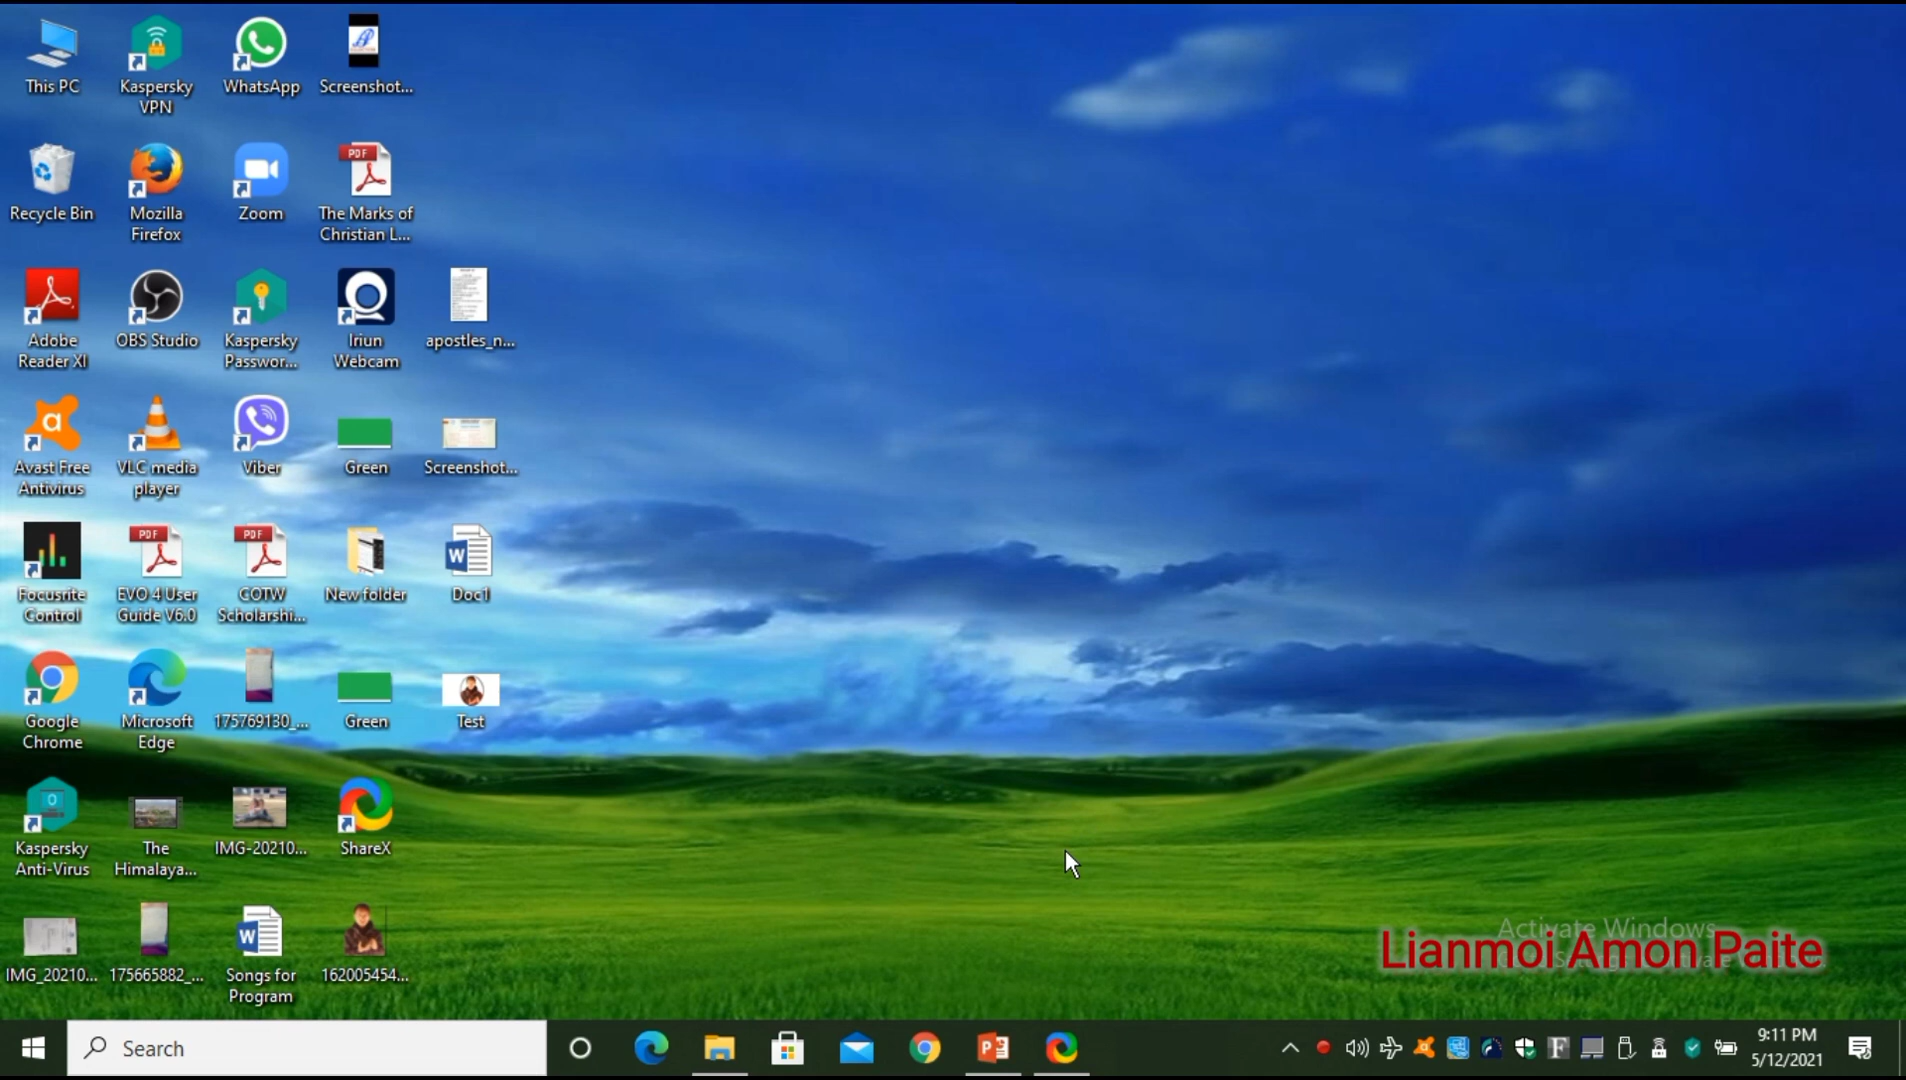 This PC
Kaspersky
VPN
WhatsApp
Screenshot...
Recycle Bin
Mozilla
Firefox
Zoom
PDF
The Marks of
Christian L...
Adobe
Reader XI
OBS Studio
Kaspersky
Passwor...
Iriun
Webcam
apostles_n...
Avast Free
Antivirus
VLC media
player
Viber
Green
Screenshot...
Focusrite
Control
PDF
EVO 4 User
Guide V6.0
PDF
COTW
Scholarshi...
New folder
Doc1
Google
Chrome
Microsoft
Edge
175769130_...
Green
Test
Kaspersky
Anti-Virus
The
Himalaya...
IMG-20210...
ShareX
IMG_20210...
175665882_...
Songs for
Program
162005454...
Activate Windows
Lianmoi Amon Paite
Search
9:11 PM
5/12/2021